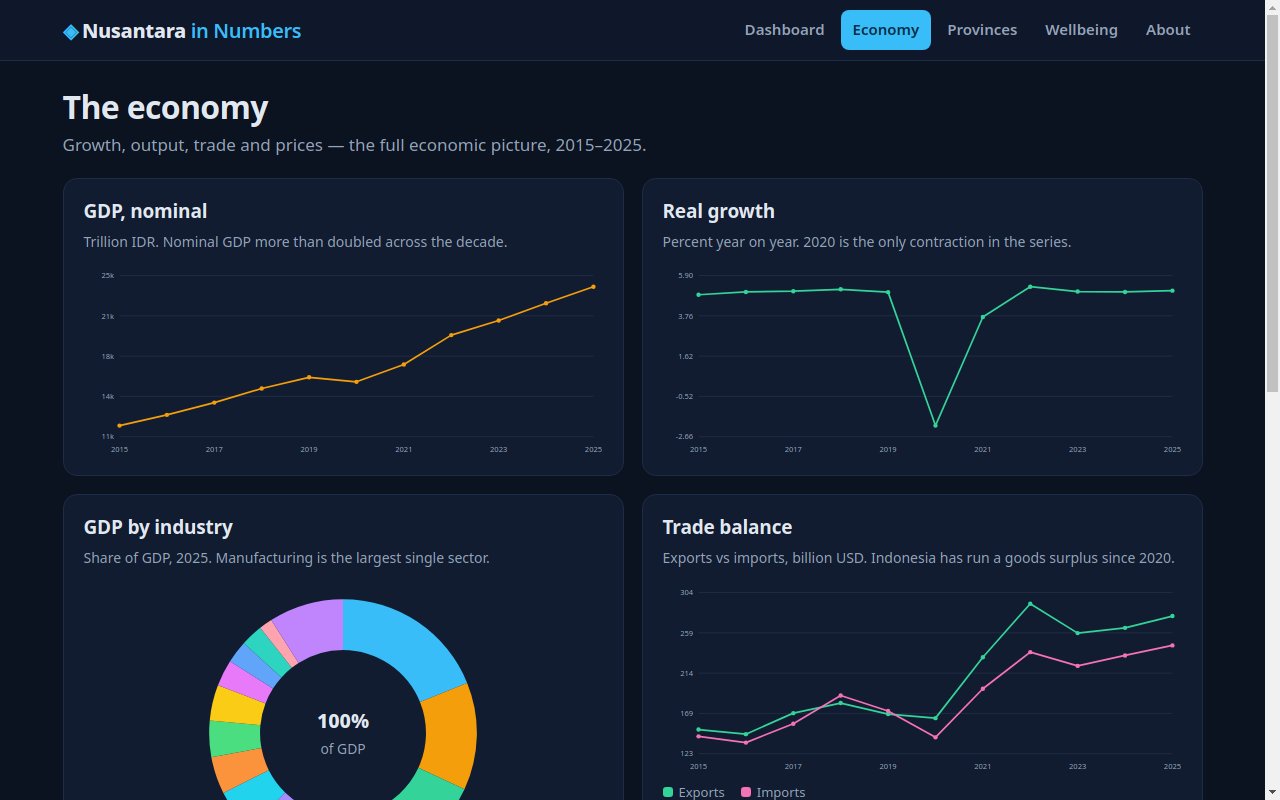 ◈ Nusantara in Numbers
Dashboard Economy Provinces Wellbeing About
The economy
Growth, output, trade and prices — the full economic picture, 2015–2025.
GDP, nominal
Trillion IDR. Nominal GDP more than doubled across the decade.
25k
21k
18k
14k
11k
2015 2017 2019 2021 2023 2025
Real growth
Percent year on year. 2020 is the only contraction in the series.
5.90
3.76
1.62
-0.52
-2.66
2015 2017 2019 2021 2023 2025
GDP by industry
Share of GDP, 2025. Manufacturing is the largest single sector.
100%
of GDP
Trade balance
Exports vs imports, billion USD. Indonesia has run a goods surplus since 2020.
304
259
214
169
123
2015 2017 2019 2021 2023 2025
Exports Imports